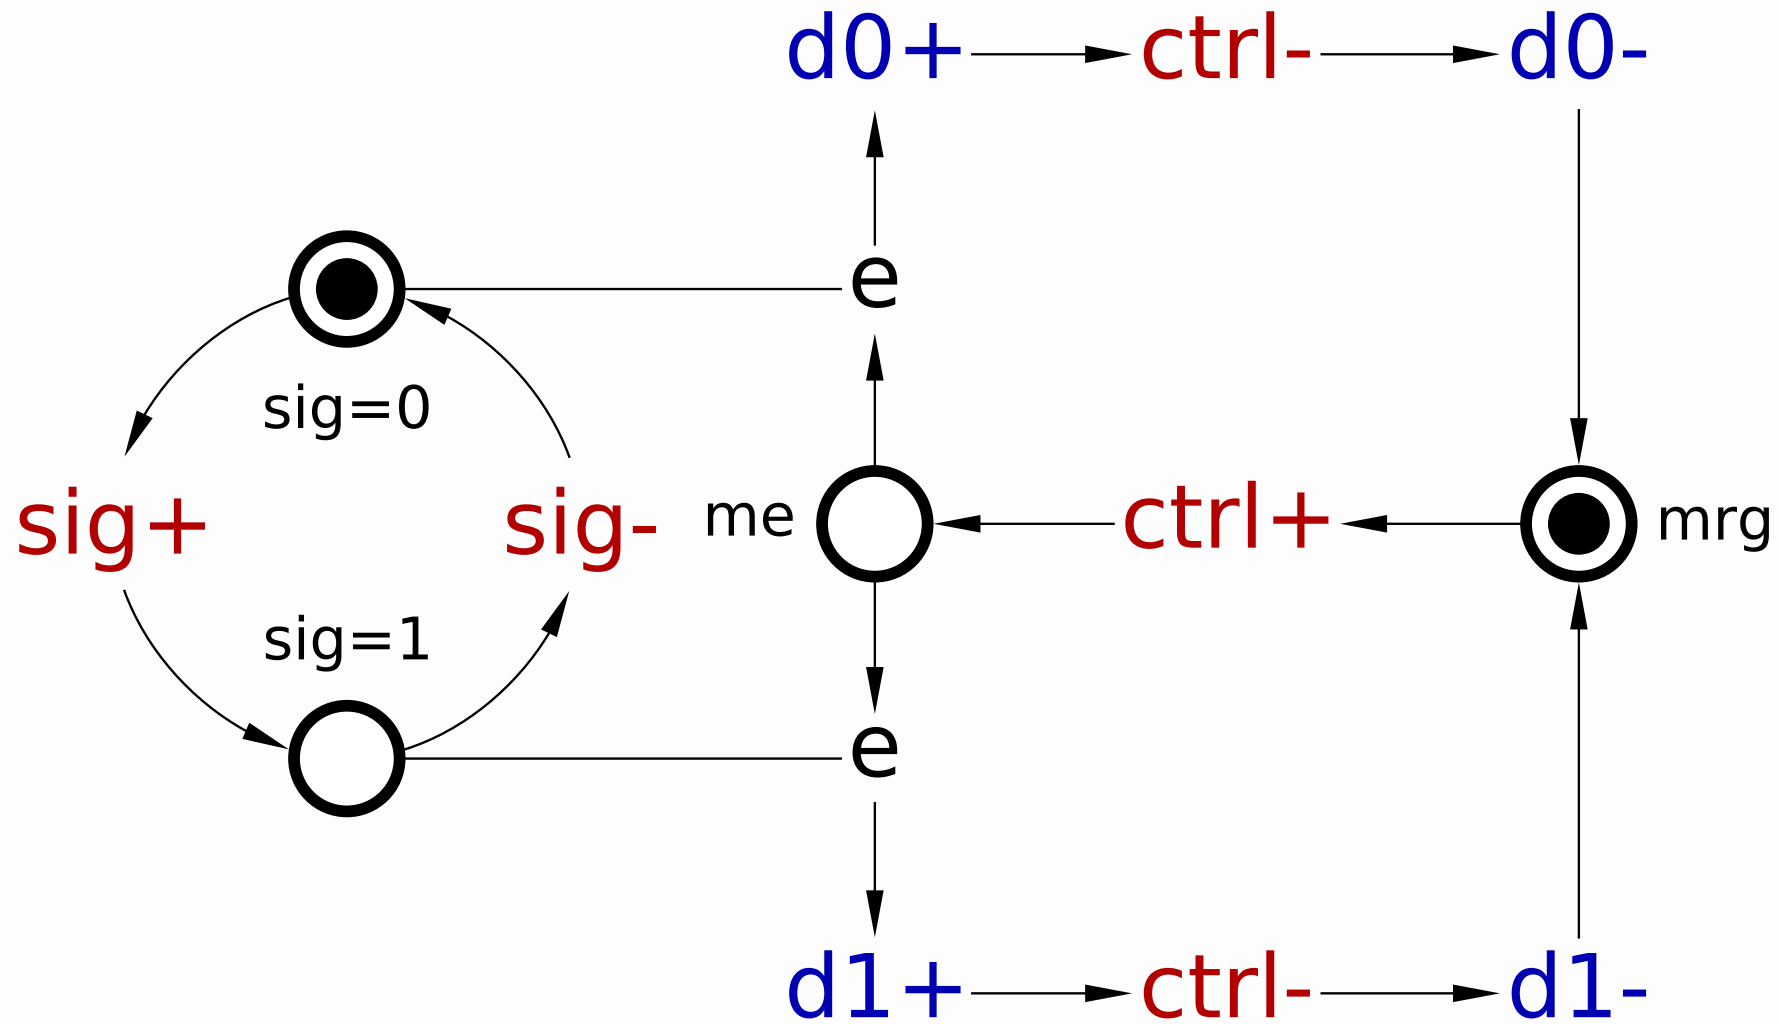 d0+ ctrl- d0-
e
sig=0
sig+ sig- me ctrl+ mrg
sig=1
e
d1+ ctrl- d1-